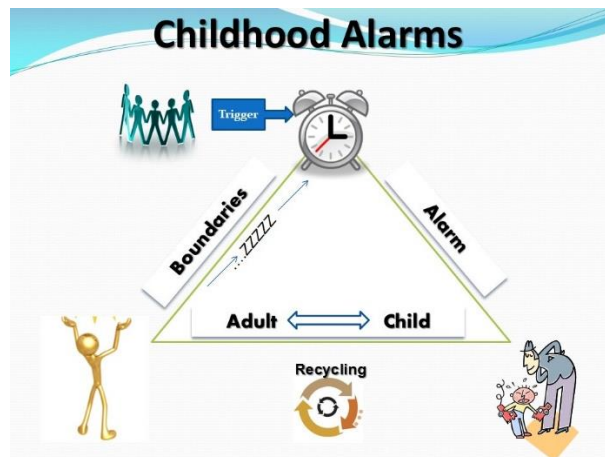 Childhood Alarms
Trigger
Boundaries
....ZZZZZ
Alarm
Adult
Child
Recycling